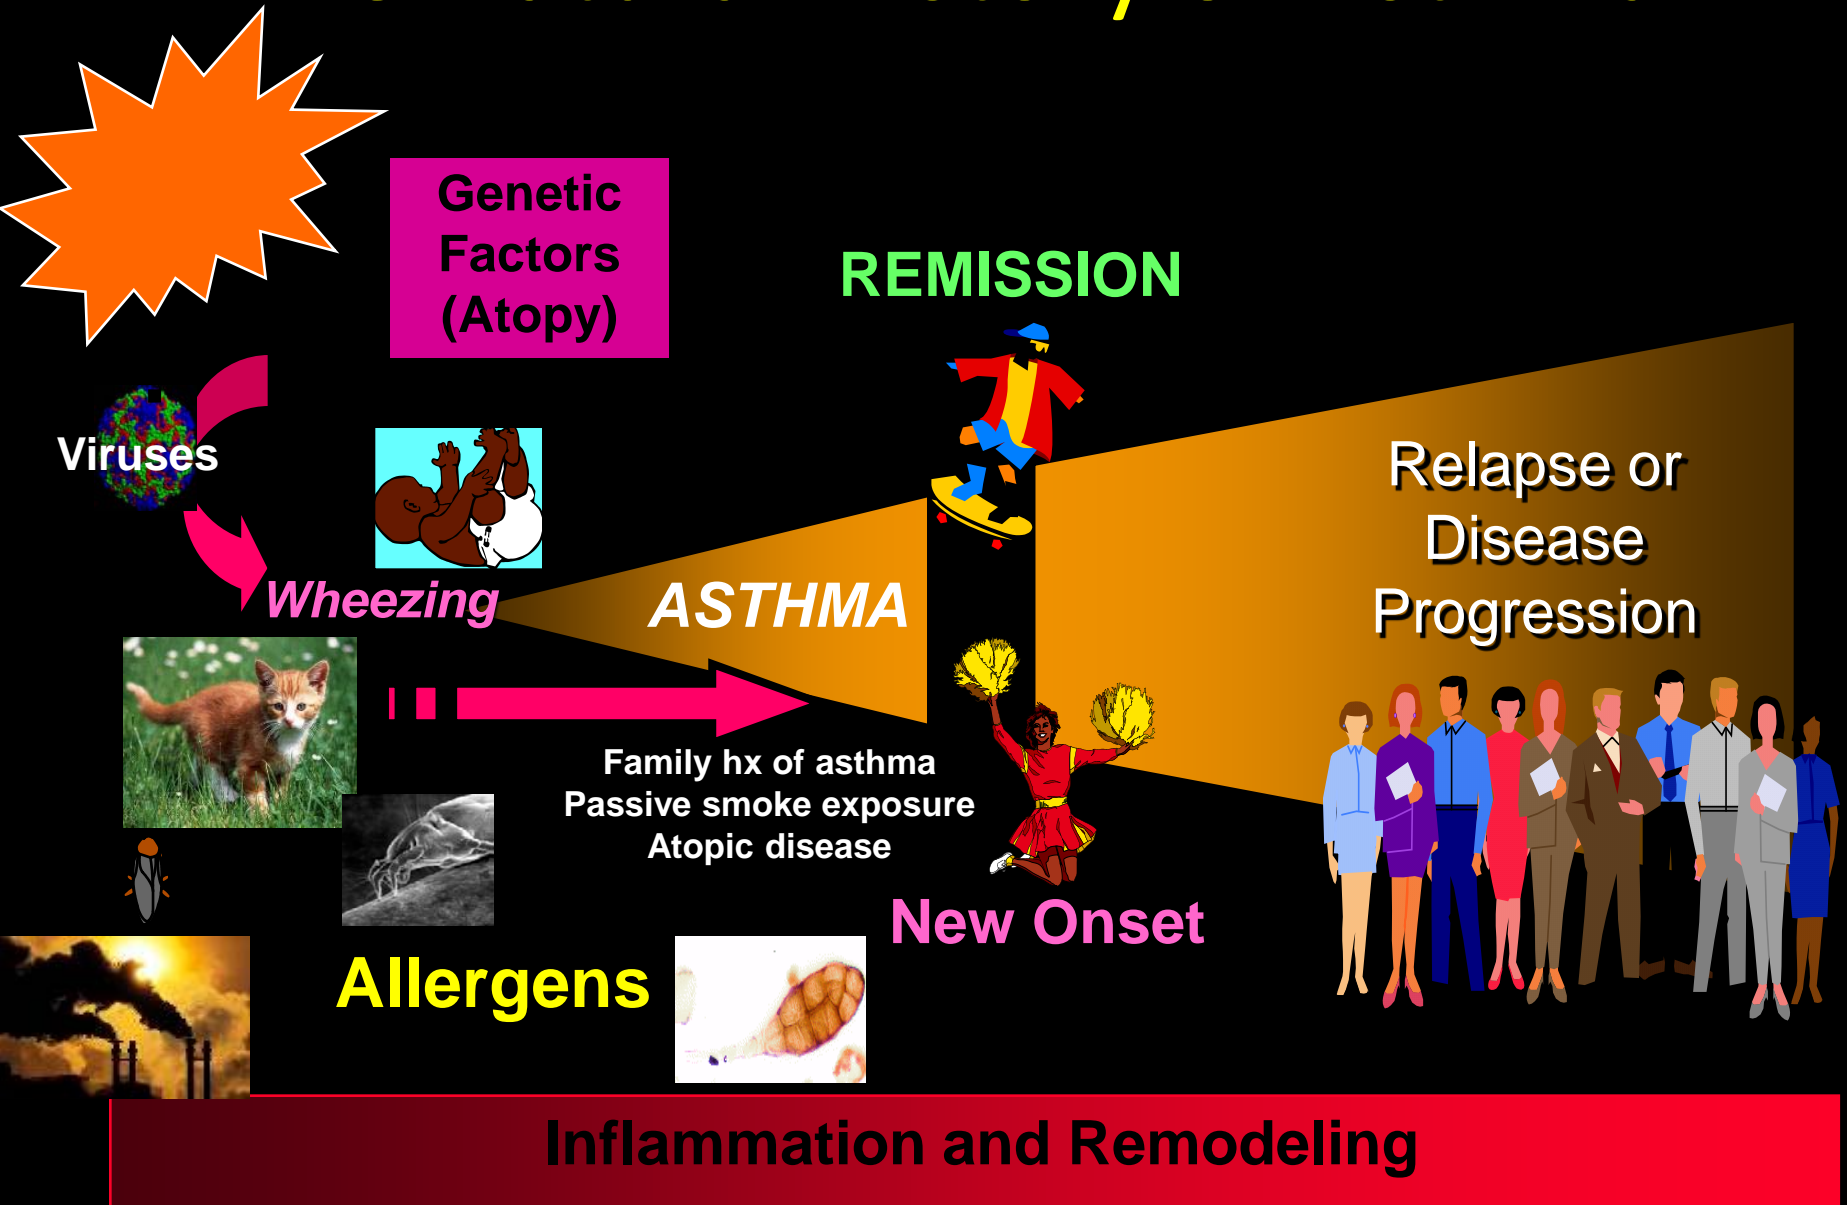 Genetic
Factors
(Atopy)
REMISSION
Viruses
Wheezing
ASTHMA
Relapse or
Disease
Progression
Family hx of asthma
Passive smoke exposure
Atopic disease
New Onset
Allergens
Inflammation and Remodeling